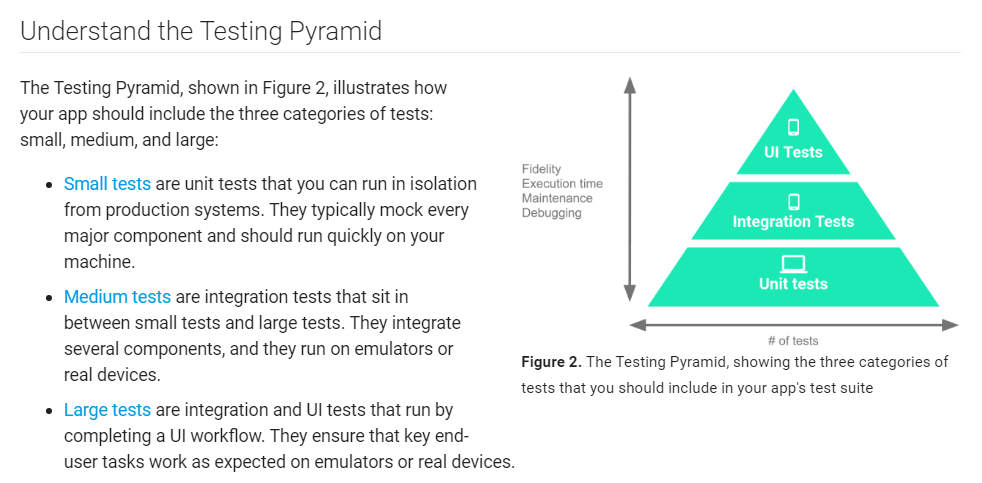 Understand the Testing Pyramid
The Testing Pyramid, shown in Figure 2, illustrates how
your app should include the three categories of tests:
small, medium, and large:
• Small tests are unit tests that you can run in isolation
from production systems. They typically mock every
major component and should run quickly on your
machine.
• Medium tests are integration tests that sit in
between small tests and large tests. They integrate
several components, and they run on emulators or
real devices.
• Large tests are integration and UI tests that run by
completing a UI workflow. They ensure that key end-
user tasks work as expected on emulators or real devices.
Fidelity
Execution time
Maintenance
Debugging
UI Tests
Integration Tests
Unit tests
# of tests
Figure 2. The Testing Pyramid, showing the three categories of
tests that you should include in your app's test suite